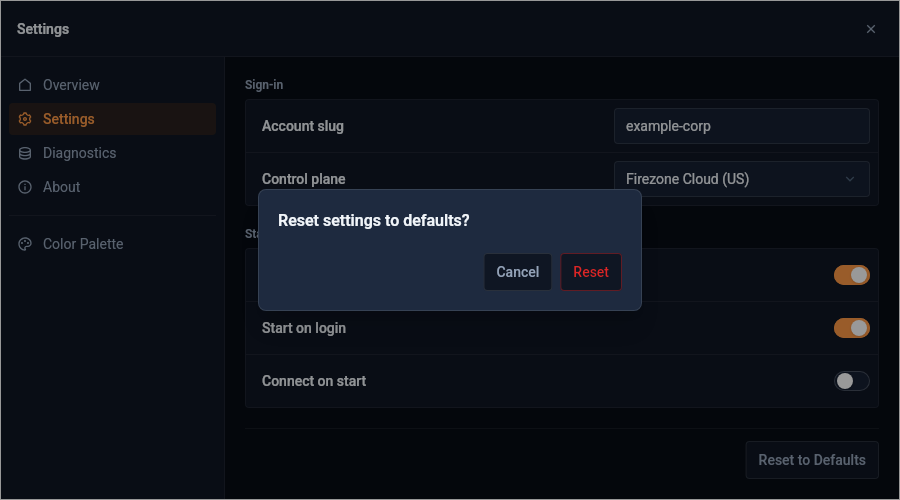 Settings
Overview
Settings
Diagnostics
About
Color Palette
Sign-in
Account slug
example-corp
Control plane
Firezone Cloud (US)
Reset settings to defaults?
Cancel
Reset
Start on login
Connect on start
Reset to Defaults